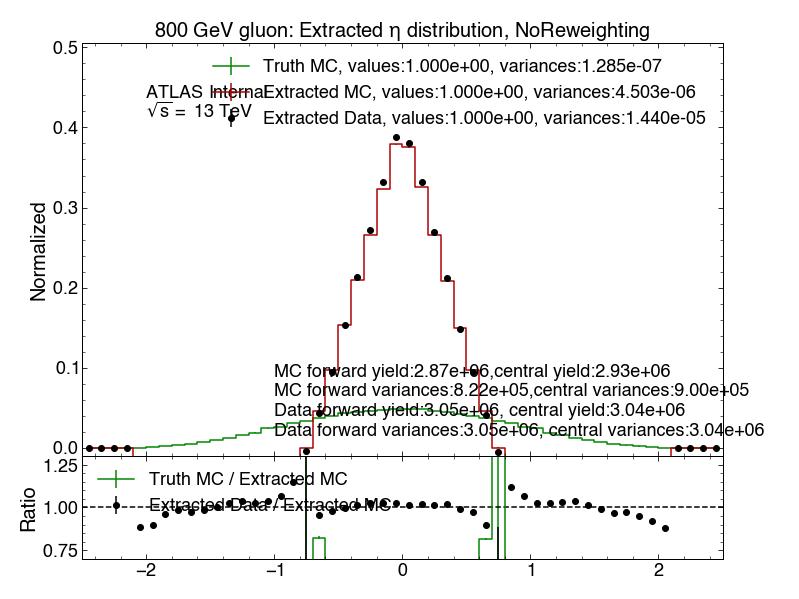 800 GeV gluon: Extracted η distribution, NoReweighting
0.5
Truth MC, values:1.000e+00, variances:1.285e-07
ATLAS Internal
Extracted MC, values:1.000e+00, variances:4.503e-06
√s = 13 TeV
Extracted Data, values:1.000e+00, variances:1.440e-05
0.4
0.3
Normalized
0.2
0.1
MC forward yield:2.87e+06,central yield:2.93e+06
MC forward variances:8.22e+05,central variances:9.00e+05
Data forward yield:3.05e+06, central yield:3.04e+06
Data forward variances:3.05e+06, central variances:3.04e+06
0.0
1.25
Truth MC / Extracted MC
Ratio
1.00
Extracted Data / Extracted MC
0.75
−2 −1 0 1 2